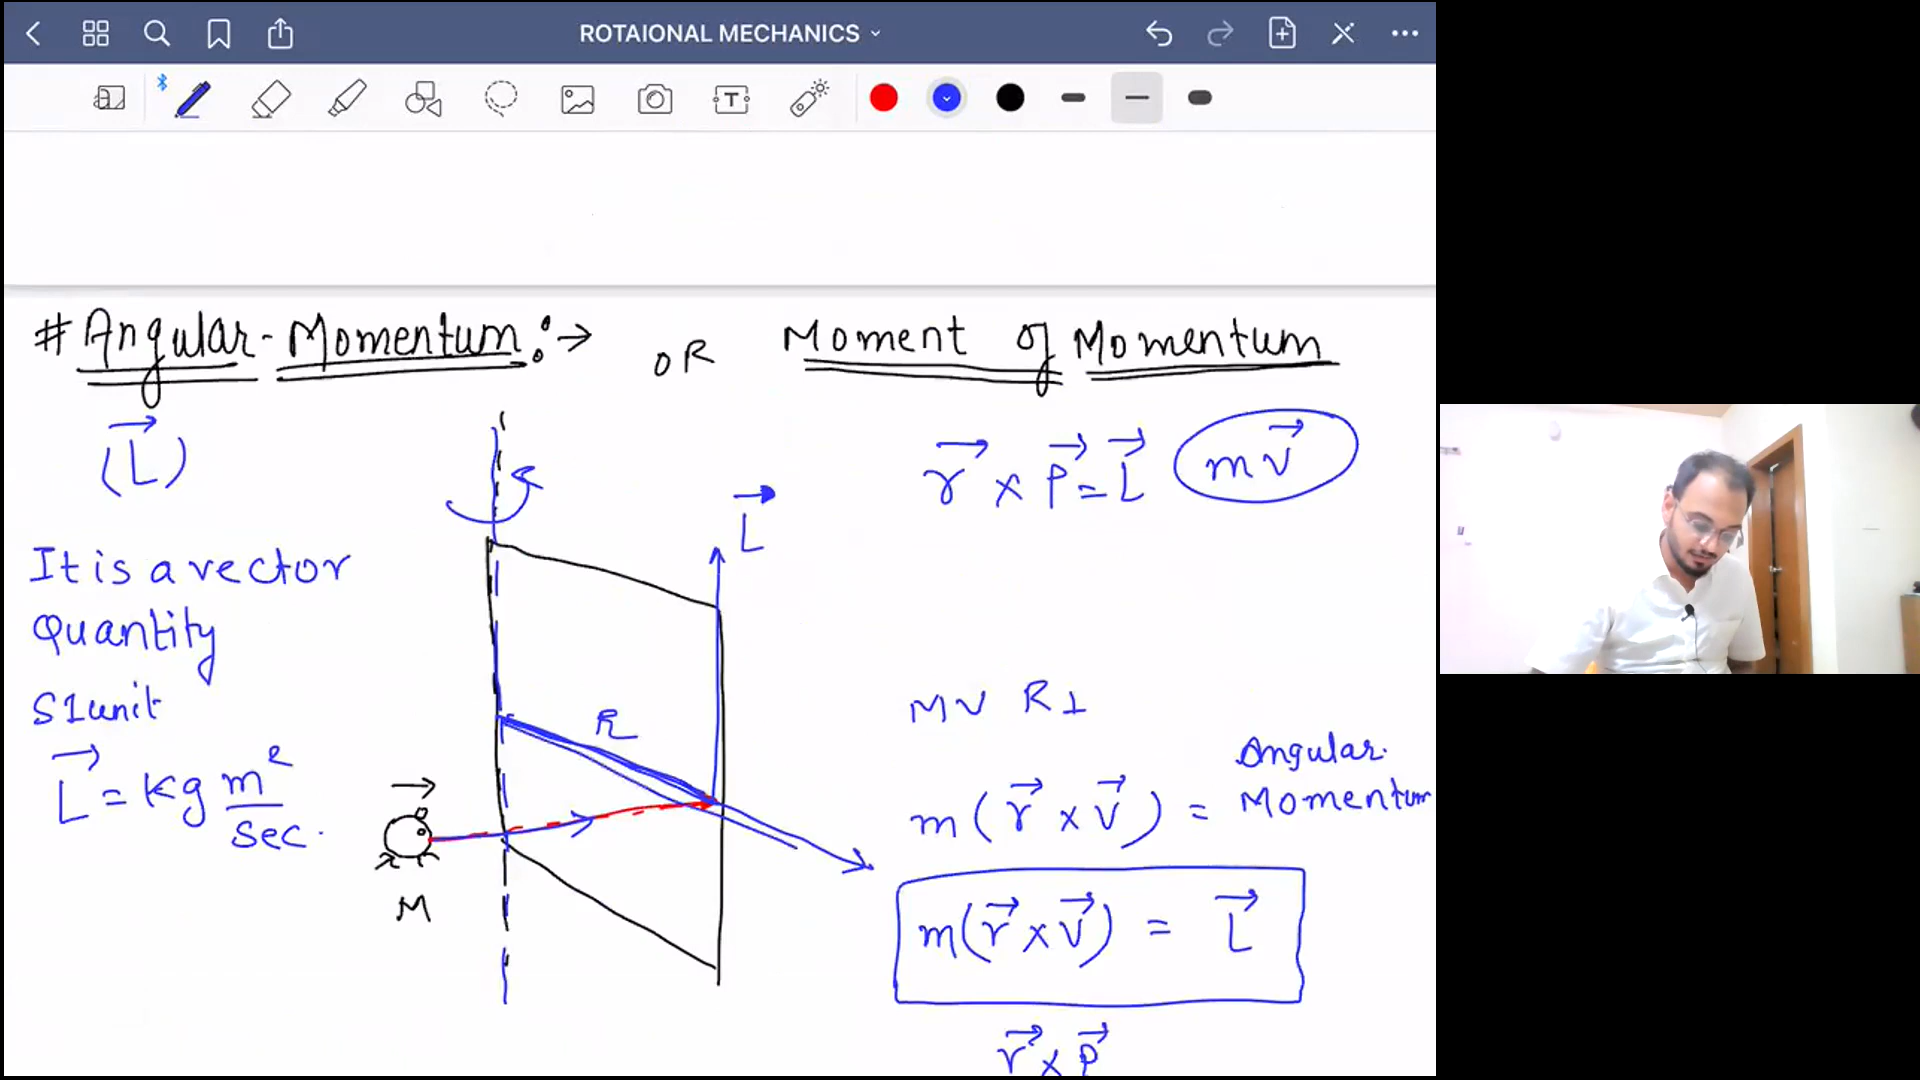 ROTAIONAL MECHANICS
# Angular-Momentum :→ OR Moment of Momentum
(L⃗)
r⃗ × P⃗ = L⃗ mv⃗
L⃗
It is a vector
Quantity
SI unit
L⃗ = kg m²/sec.
R
M
MV R⊥
m(r⃗ × v⃗) = Angular Momentum
m(r⃗ × v⃗) = L⃗
r⃗ × P⃗